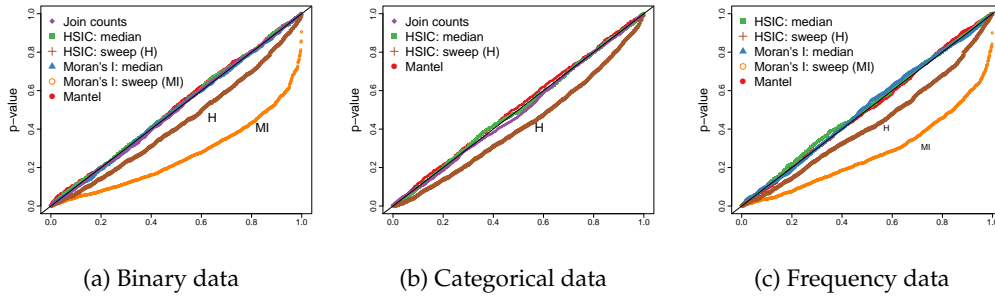 Join counts
HSIC: median
HSIC: sweep (H)
Moran's I: median
Moran's I: sweep (MI)
Mantel
p−value
0.0 0.2 0.4 0.6 0.8 1.0
H
MI
0.0 0.2 0.4 0.6 0.8 1.0
(a) Binary data
Join counts
HSIC: median
HSIC: sweep (H)
Mantel
p−value
0.0 0.2 0.4 0.6 0.8 1.0
H
0.0 0.2 0.4 0.6 0.8 1.0
(b) Categorical data
HSIC: median
HSIC: sweep (H)
Moran's I: median
Moran's I: sweep (MI)
Mantel
p−value
0.0 0.2 0.4 0.6 0.8 1.0
H
MI
0.0 0.2 0.4 0.6 0.8 1.0
(c) Frequency data